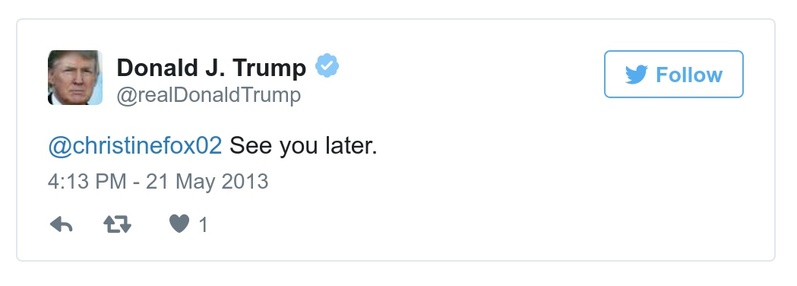 Donald J. Trump
@realDonaldTrump
Follow
@christinefox02 See you later.
4:13 PM - 21 May 2013
1